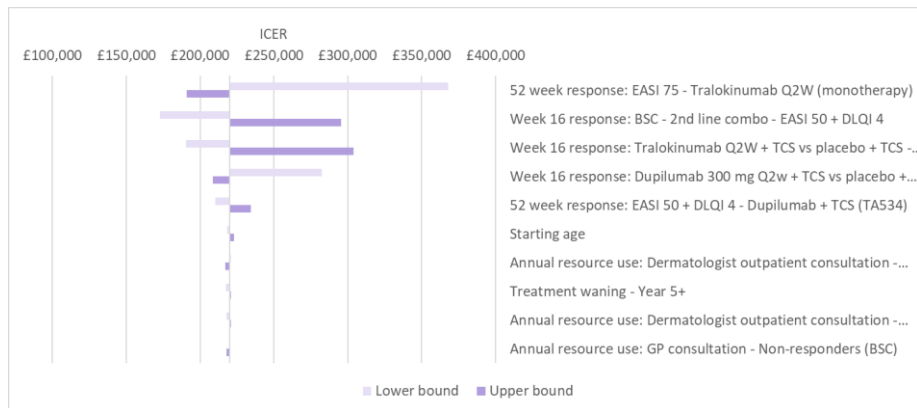 ICER
£100,000 £150,000 £200,000 £250,000 £300,000 £350,000 £400,000
52 week response: EASI 75 - Tralokinumab Q2W (monotherapy)
Week 16 response: BSC - 2nd line combo - EASI 50 + DLQI 4
Week 16 response: Tralokinumab Q2W + TCS vs placebo + TCS -...
Week 16 response: Dupilumab 300 mg Q2w + TCS vs placebo +...
52 week response: EASI 50 + DLQI 4 - Dupilumab + TCS (TA534)
Starting age
Annual resource use: Dermatologist outpatient consultation -...
Treatment waning - Year 5+
Annual resource use: Dermatologist outpatient consultation -...
Annual resource use: GP consultation - Non-responders (BSC)
Lower bound Upper bound